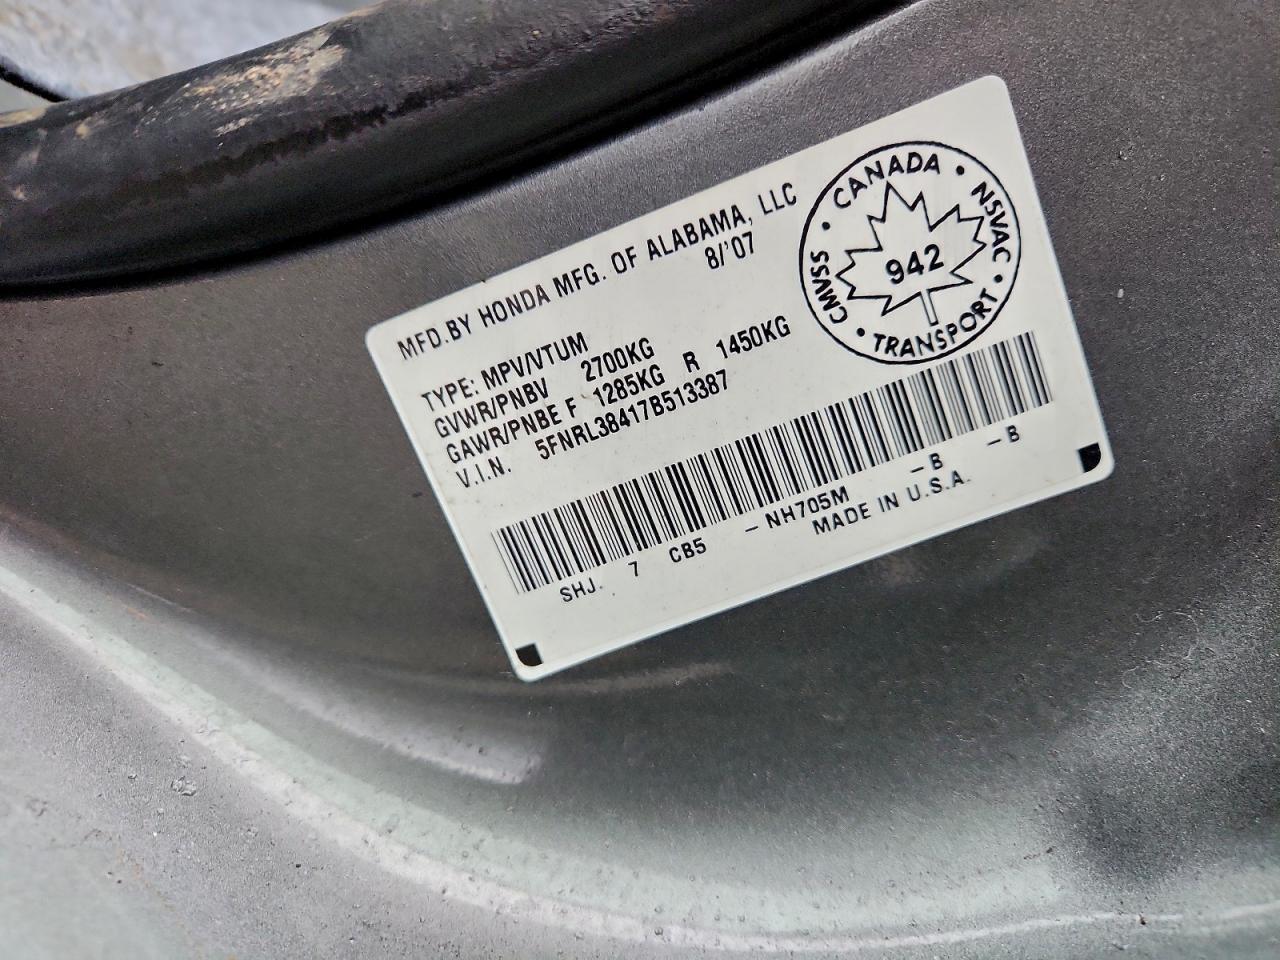 MFD.BY HONDA MFG. OF ALABAMA, LLC
8/'07
TYPE: MPV/VTUM
GVWR/PNBV 2700KG
GAWR/PNBE F 1285KG R 1450KG
V.I.N. 5FNRL38417B513387
CANADA • NSVAC • TRANSPORT • CMVSS •
942
SHJ. 7 CB5 -NH705M -B -B
MADE IN U.S.A.